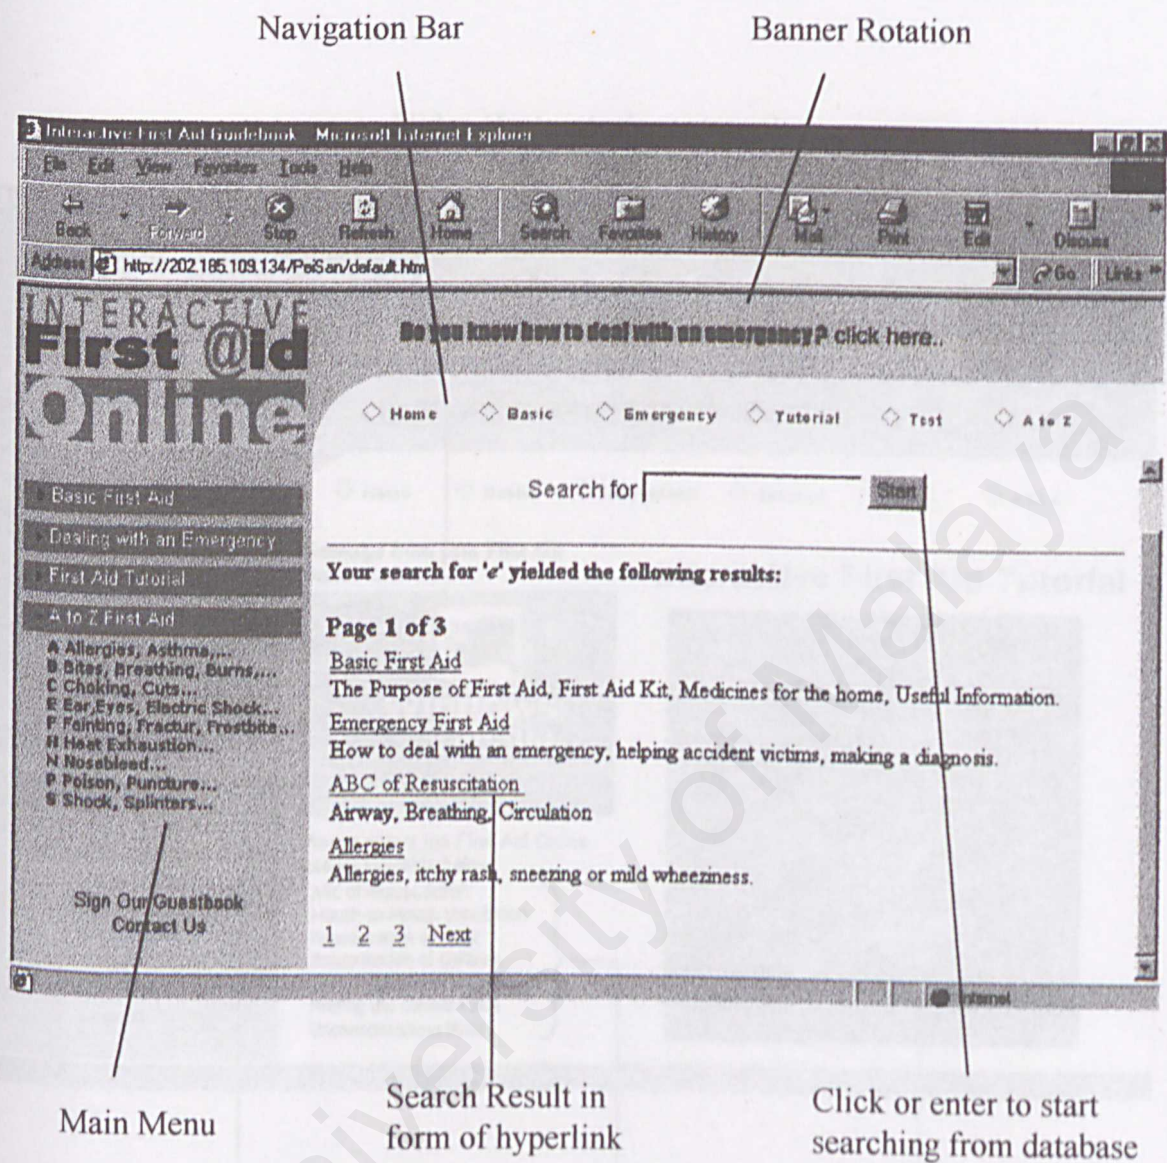 Navigation Bar
Banner Rotation
Interactive First Aid Guidebook - Microsoft Internet Explorer
File Edit View Favorites Tools Help
Back Forward Stop Refresh Home Search Favorites History Mail Print Edit Discuss
Address http://202.185.109.134/PeiSan/default.htm Go Links
INTERACTIVE
First @id
Online
Do you know how to deal with an emergency? click here..
Home Basic Emergency Tutorial Test A to Z
Search for Start
Basic First Aid
Dealing with an Emergency
First Aid Tutorial
A to Z First Aid
A Allergies, Asthma,...
B Bites, Breathing, Burns,...
C Choking, Cuts...
E Ear,Eyes, Electric Shock...
F Fainting, Fractur, Frostbite...
H Heat Exhaustion...
N Nosebleed...
P Poison, Puncture...
S Shock, Splinters...
Sign Our Guestbook
Contact Us
Your search for 'e' yielded the following results:
Page 1 of 3
Basic First Aid
The Purpose of First Aid, First Aid Kit, Medicines for the home, Useful Information.
Emergency First Aid
How to deal with an emergency, helping accident victims, making a diagnosis.
ABC of Resuscitation
Airway, Breathing, Circulation
Allergies
Allergies, itchy rash, sneezing or mild wheeziness.
1 2 3 Next
Internet
Main Menu
Search Result in
form of hyperlink
Click or enter to start
searching from database
University of Malaya